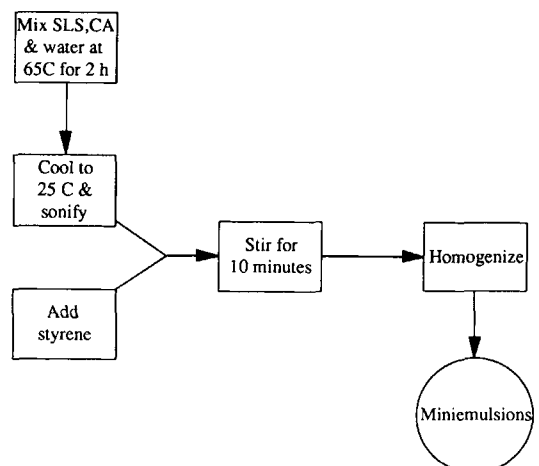 Mix SLS,CA
& water at
65C for 2 h
Cool to
25 C &
sonify
Add
styrene
Stir for
10 minutes
Homogenize
Miniemulsions